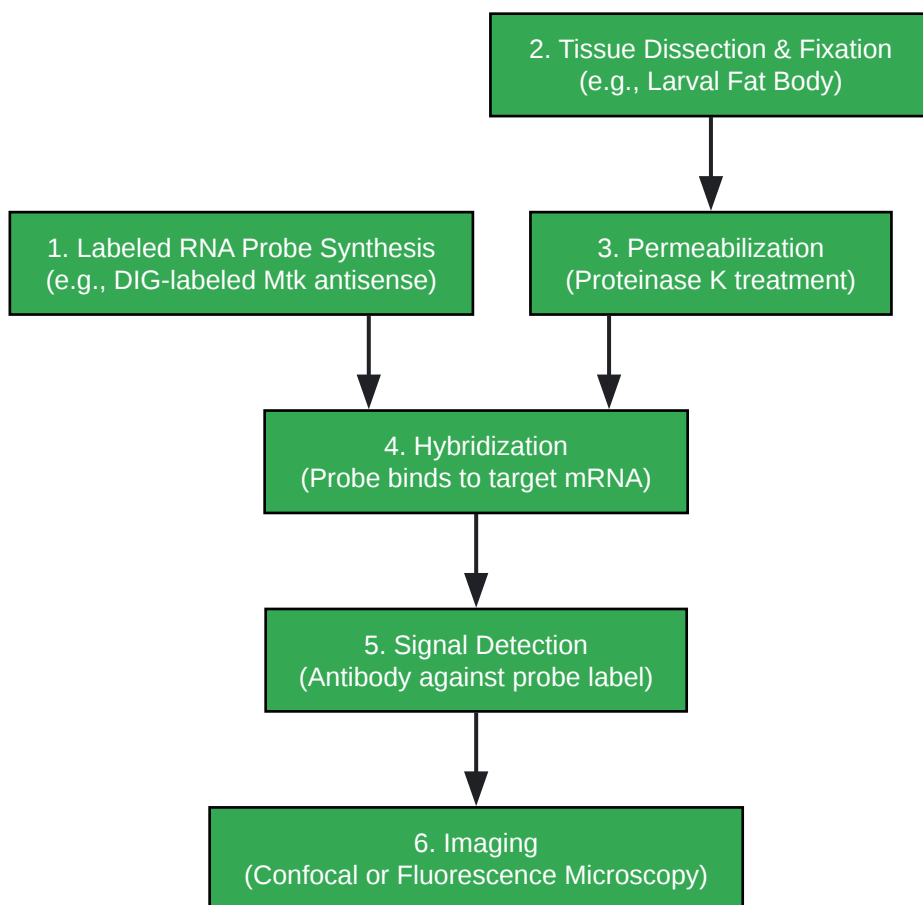 2. Tissue Dissection & Fixation
(e.g., Larval Fat Body)
1. Labeled RNA Probe Synthesis
(e.g., DIG-labeled Mtk antisense)
3. Permeabilization
(Proteinase K treatment)
4. Hybridization
(Probe binds to target mRNA)
5. Signal Detection
(Antibody against probe label)
6. Imaging
(Confocal or Fluorescence Microscopy)